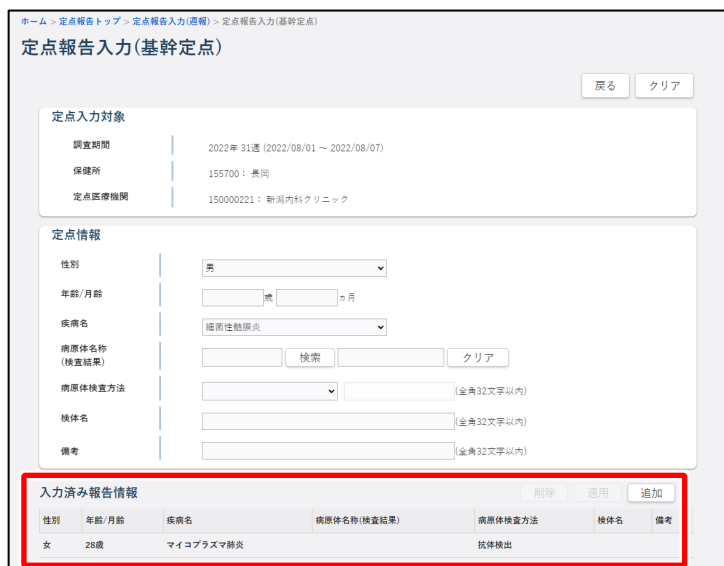 ホーム > 定点報告トップ > 定点報告入力(週報) > 定点報告入力(基幹定点)
定点報告入力(基幹定点)
戻る クリア
定点入力対象
調査期間 2022年 31週 (2022/08/01 ～ 2022/08/07)
保健所 155700： 長岡
定点医療機関 150000221： 新潟内科クリニック
定点情報
性別 男
年齢/月齢 歳 ヵ月
疾病名 細菌性髄膜炎
病原体名称
(検査結果) 検索 クリア
病原体検査方法 (全角32文字以内)
検体名 (全角32文字以内)
備考 (全角32文字以内)
入力済み報告情報 削除 適用 追加
性別 年齢/月齢 疾病名 病原体名称(検査結果) 病原体検査方法 検体名 備考
女 28歳 マイコプラズマ肺炎 抗体検出